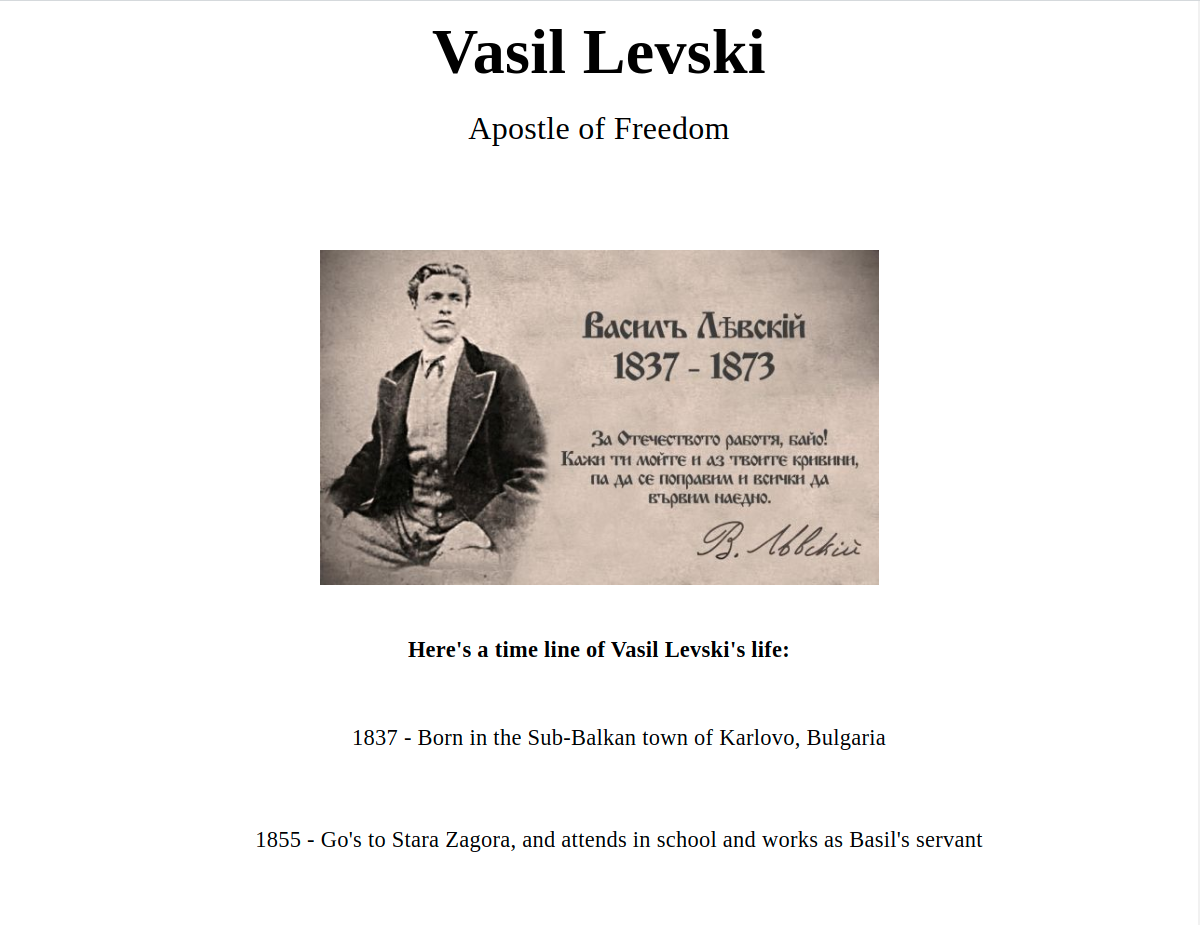 Vasil Levski
Apostle of Freedom
Василъ Лѣвскій
1837 - 1873
За Отечеството работя, байо!
Кажи ти мойте и аз твоите кривини,
па да се поправим и всички да
вървим наедно.
В. Лѣвскій
Here's a time line of Vasil Levski's life:
1837 - Born in the Sub-Balkan town of Karlovo, Bulgaria
1855 - Go's to Stara Zagora, and attends in school and works as Basil's servant